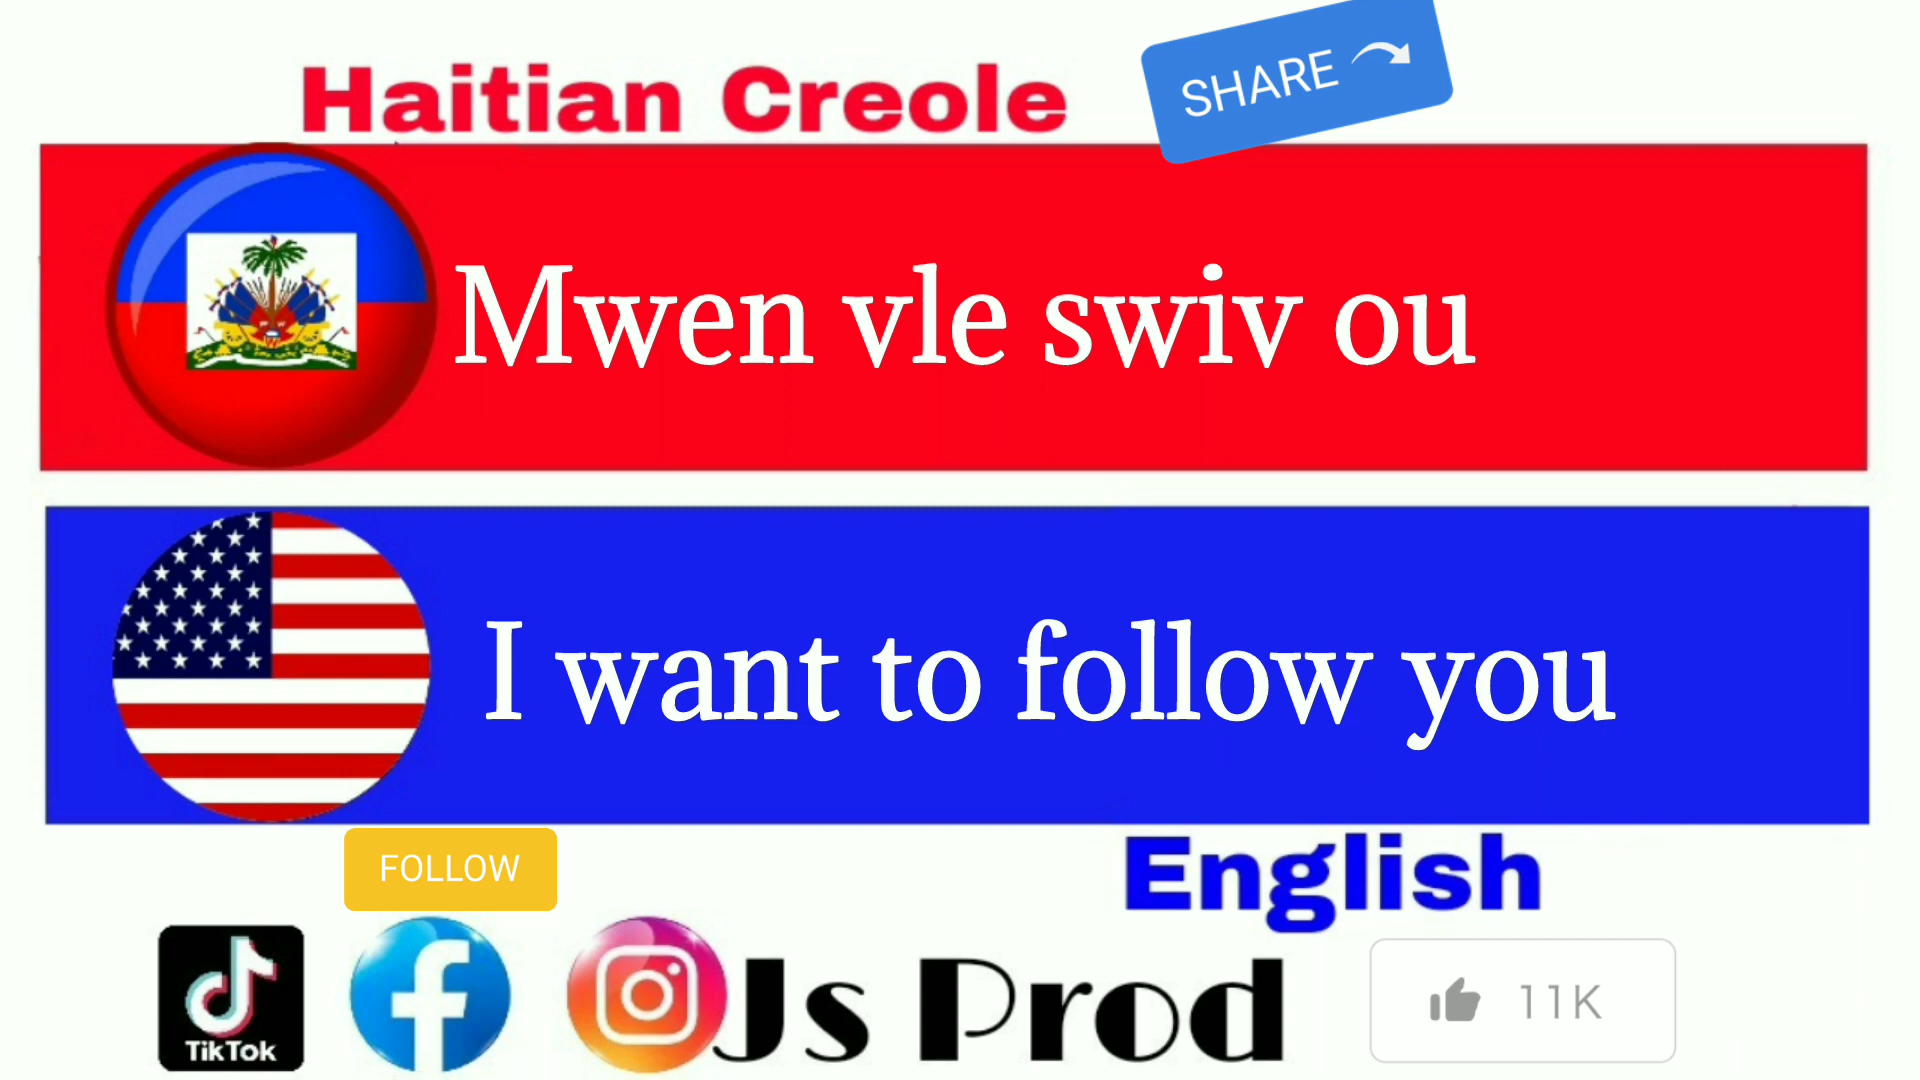 Haitian Creole
SHARE
Mwen vle swiv ou
I want to follow you
FOLLOW
English
TikTok
Js Prod
11K